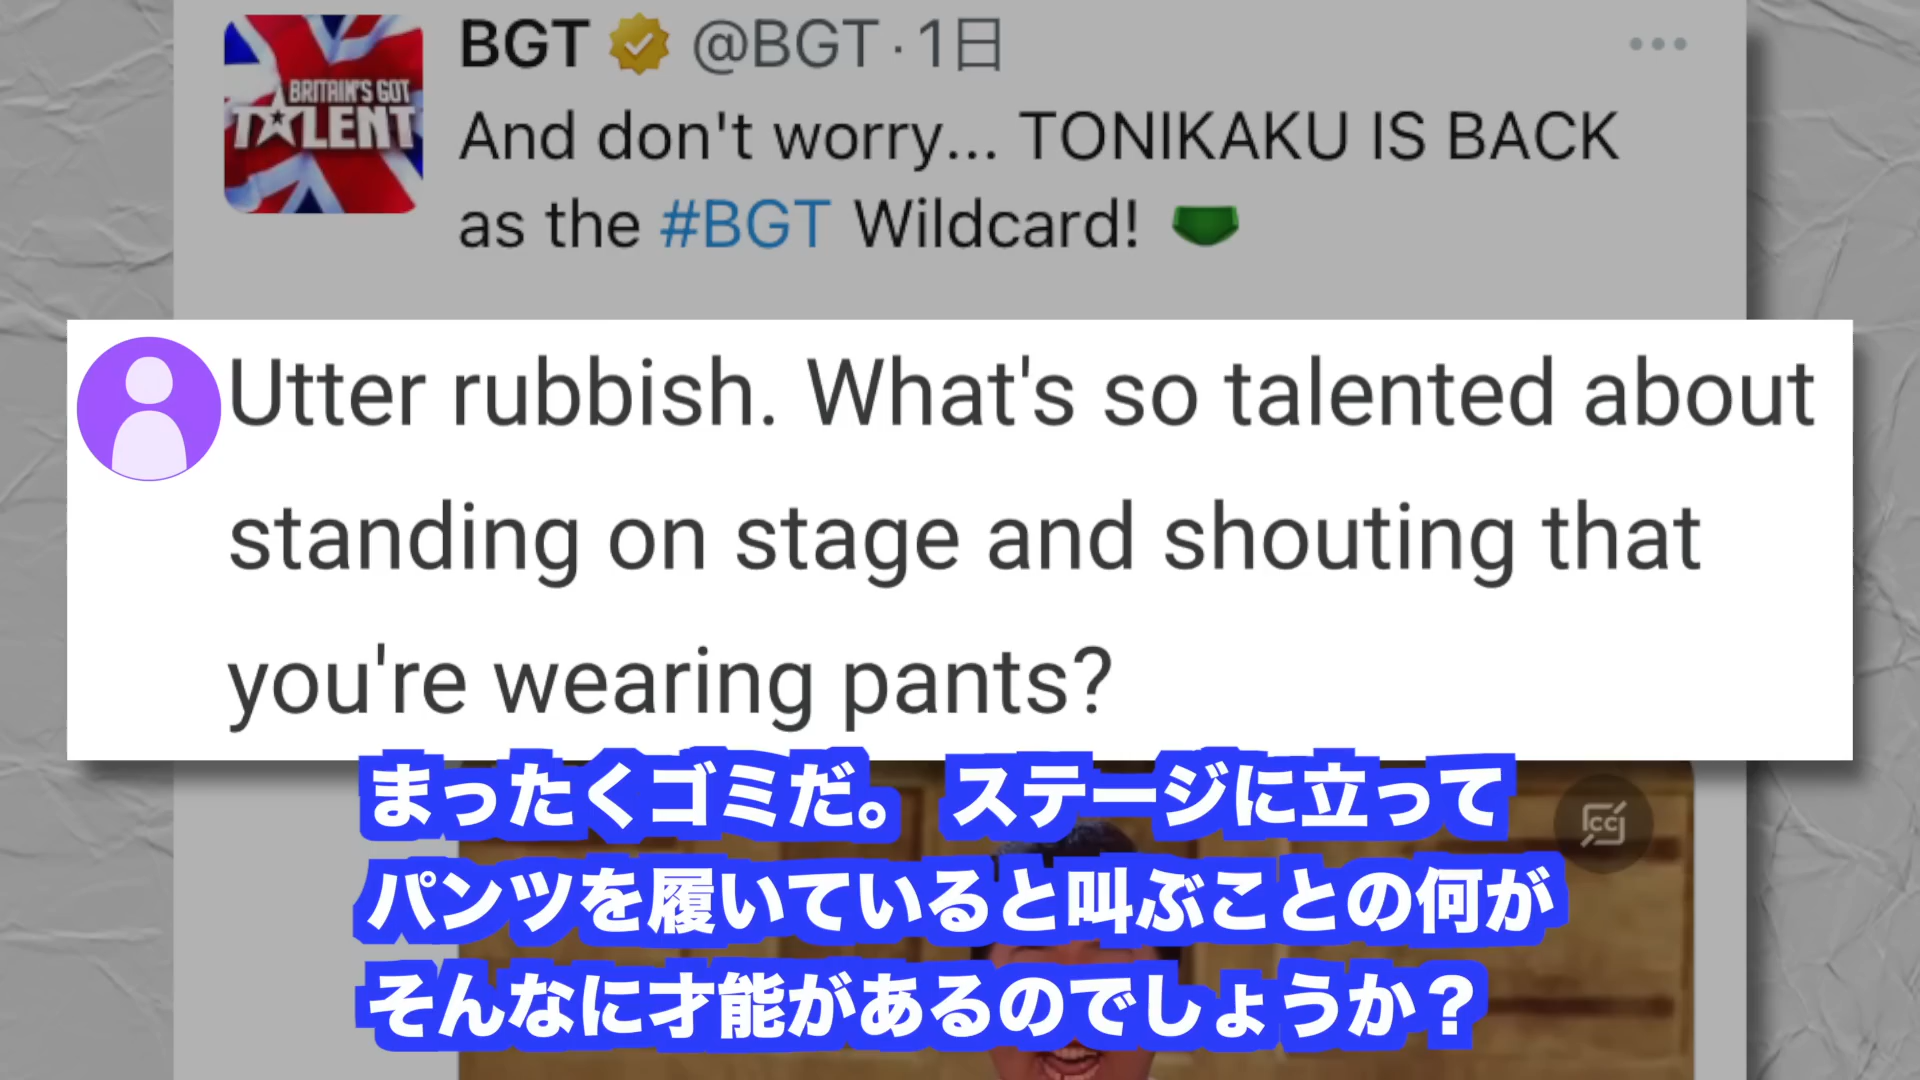 BGT @BGT · 1日
BRITAIN'S GOT
TALENT
And don't worry... TONIKAKU IS BACK
as the #BGT Wildcard!
Utter rubbish. What's so talented about
standing on stage and shouting that
you're wearing pants?
まったくゴミだ。 ステージに立って
パンツを履いていると叫ぶことの何が
そんなに才能があるのでしょうか？
CC